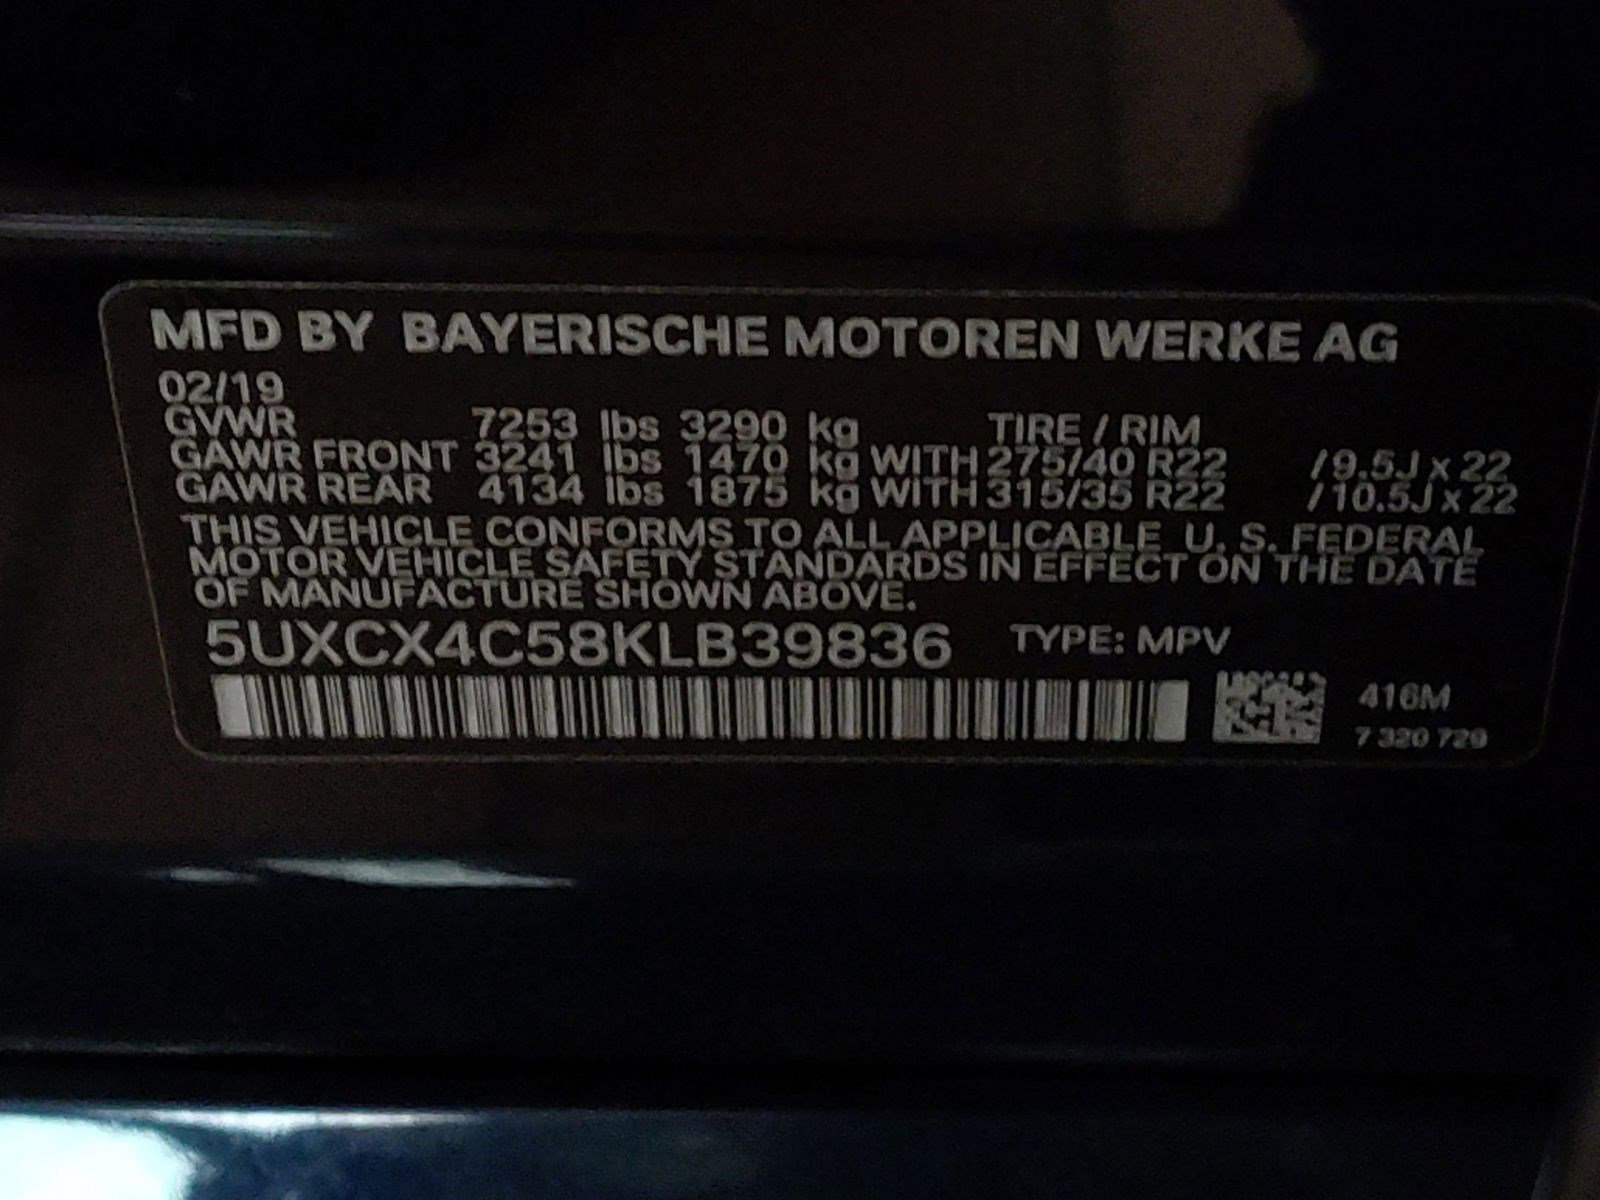 MFD BY BAYERISCHE MOTOREN WERKE AG
02/19
GVWR 7253 lbs 3290 kg TIRE / RIM
GAWR FRONT 3241 lbs 1470 kg WITH 275/40 R22 /9.5J x 22
GAWR REAR 4134 lbs 1875 kg WITH 315/35 R22 /10.5J x 22
THIS VEHICLE CONFORMS TO ALL APPLICABLE U. S. FEDERAL
MOTOR VEHICLE SAFETY STANDARDS IN EFFECT ON THE DATE
OF MANUFACTURE SHOWN ABOVE.
5UXCX4C58KLB39836 TYPE: MPV
416M
7 320 729